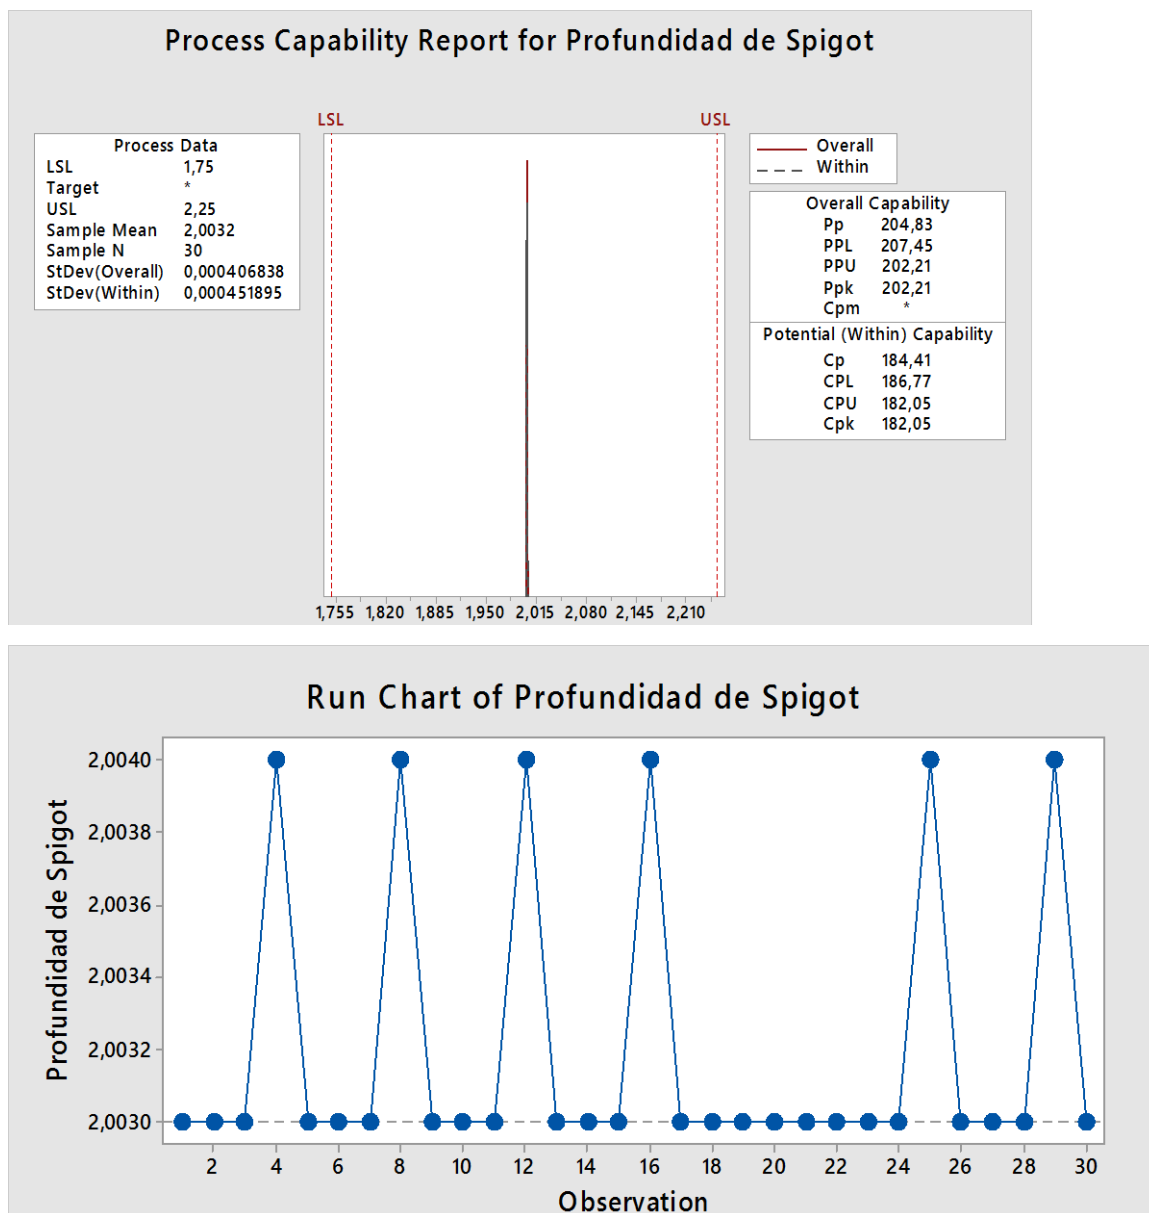 Process Capability Report for Profundidad de Spigot
LSL USL
Process Data
LSL 1,75
Target *
USL 2,25
Sample Mean 2,0032
Sample N 30
StDev(Overall) 0,000406838
StDev(Within) 0,000451895
Overall
Within
Overall Capability
Pp 204,83
PPL 207,45
PPU 202,21
Ppk 202,21
Cpm *
Potential (Within) Capability
Cp 184,41
CPL 186,77
CPU 182,05
Cpk 182,05
1,755 1,820 1,885 1,950 2,015 2,080 2,145 2,210
Run Chart of Profundidad de Spigot
Profundidad de Spigot
2,0040
2,0038
2,0036
2,0034
2,0032
2,0030
2 4 6 8 10 12 14 16 18 20 22 24 26 28 30
Observation